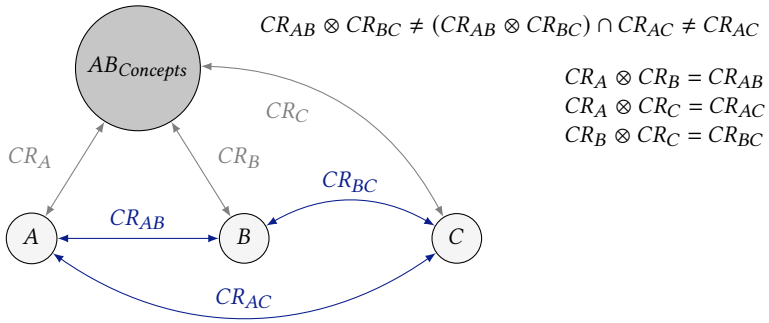 CR_AB ⊗ CR_BC ≠ (CR_AB ⊗ CR_BC) ∩ CR_AC ≠ CR_AC
AB_Concepts
CR_A ⊗ CR_B = CR_AB
CR_A ⊗ CR_C = CR_AC
CR_B ⊗ CR_C = CR_BC
CR_C
CR_A
CR_B
CR_BC
CR_AB
A
B
C
CR_AC